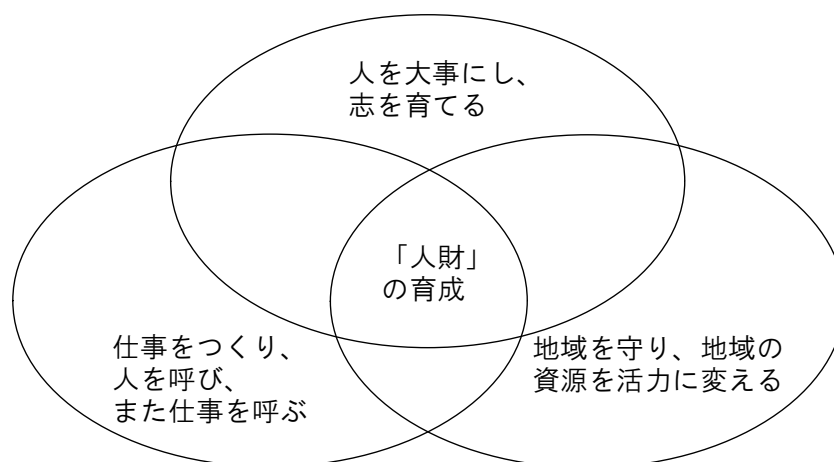 人を大事にし、
志を育てる
「人財」
の育成
仕事をつくり、
人を呼び、
また仕事を呼ぶ
地域を守り、地域の
資源を活力に変える